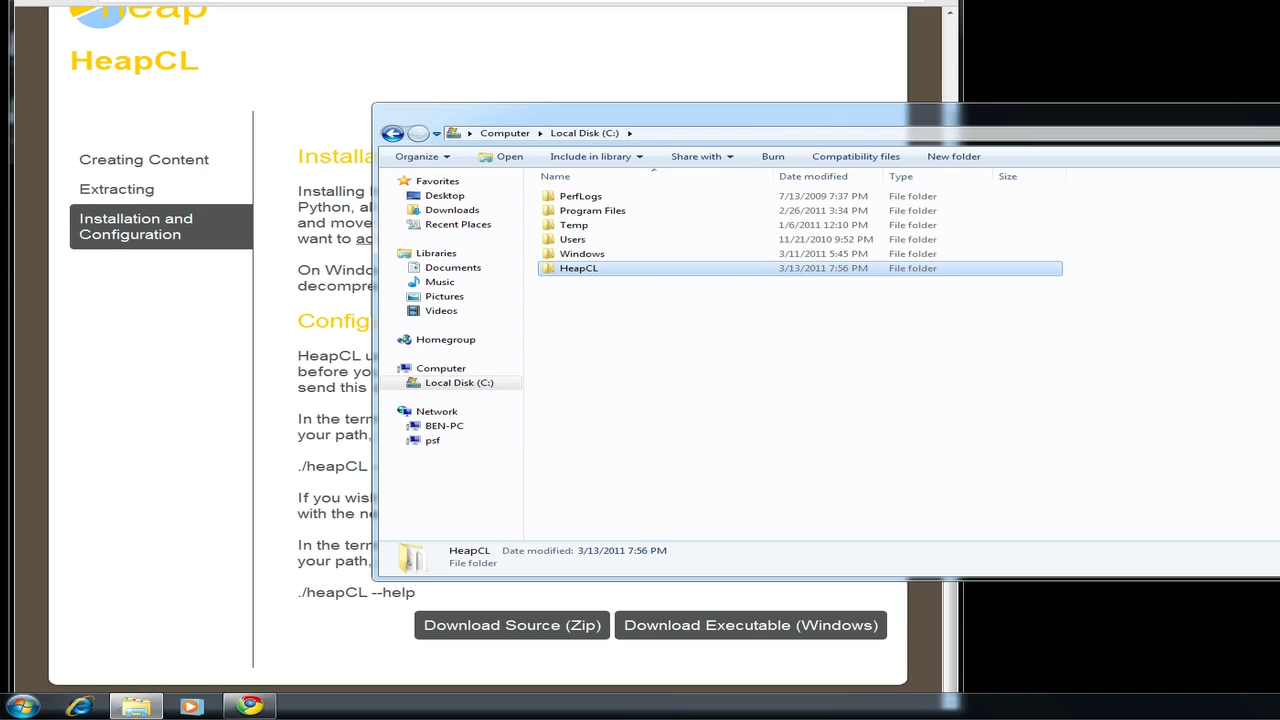 heap
HeapCL
Creating Content
Extracting
Installation and
Configuration
Installa
Installing
Python, al
and move
want to
On Windo
decompre
Config
HeapCL u
before yo
send this
In the tern
your path,
./heapCL
If you wis
with the ne
In the tern
your path,
./heapCL --help
Download Source (Zip)
Download Executable (Windows)
Computer
Local Disk (C:)
Organize
Open
Include in library
Share with
Burn
Compatibility files
New folder
Name
Date modified
Type
Size
Favorites
Desktop
Downloads
Recent Places
Libraries
Documents
Music
Pictures
Videos
Homegroup
Computer
Local Disk (C:)
Network
BEN-PC
psf
PerfLogs 7/13/2009 7:37 PM File folder
Program Files 2/26/2011 3:34 PM File folder
Temp 1/6/2011 12:10 PM File folder
Users 11/21/2010 9:52 PM File folder
Windows 3/11/2011 5:45 PM File folder
HeapCL 3/13/2011 7:56 PM File folder
HeapCL Date modified: 3/13/2011 7:56 PM
File folder